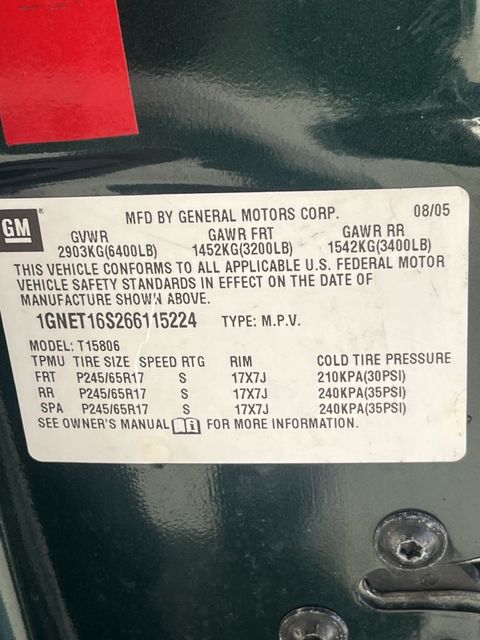 MFD BY GENERAL MOTORS CORP. 08/05
GM
GVWR GAWR FRT GAWR RR
2903KG(6400LB) 1452KG(3200LB) 1542KG(3400LB)
THIS VEHICLE CONFORMS TO ALL APPLICABLE U.S. FEDERAL MOTOR
VEHICLE SAFETY STANDARDS IN EFFECT ON THE DATE OF
MANUFACTURE SHOWN ABOVE.
1GNET16S266115224 TYPE: M.P.V.
MODEL: T15806
TPMU TIRE SIZE SPEED RTG RIM COLD TIRE PRESSURE
FRT P245/65R17 S 17X7J 210KPA(30PSI)
RR P245/65R17 S 17X7J 240KPA(35PSI)
SPA P245/65R17 S 17X7J 240KPA(35PSI)
SEE OWNER'S MANUAL FOR MORE INFORMATION.